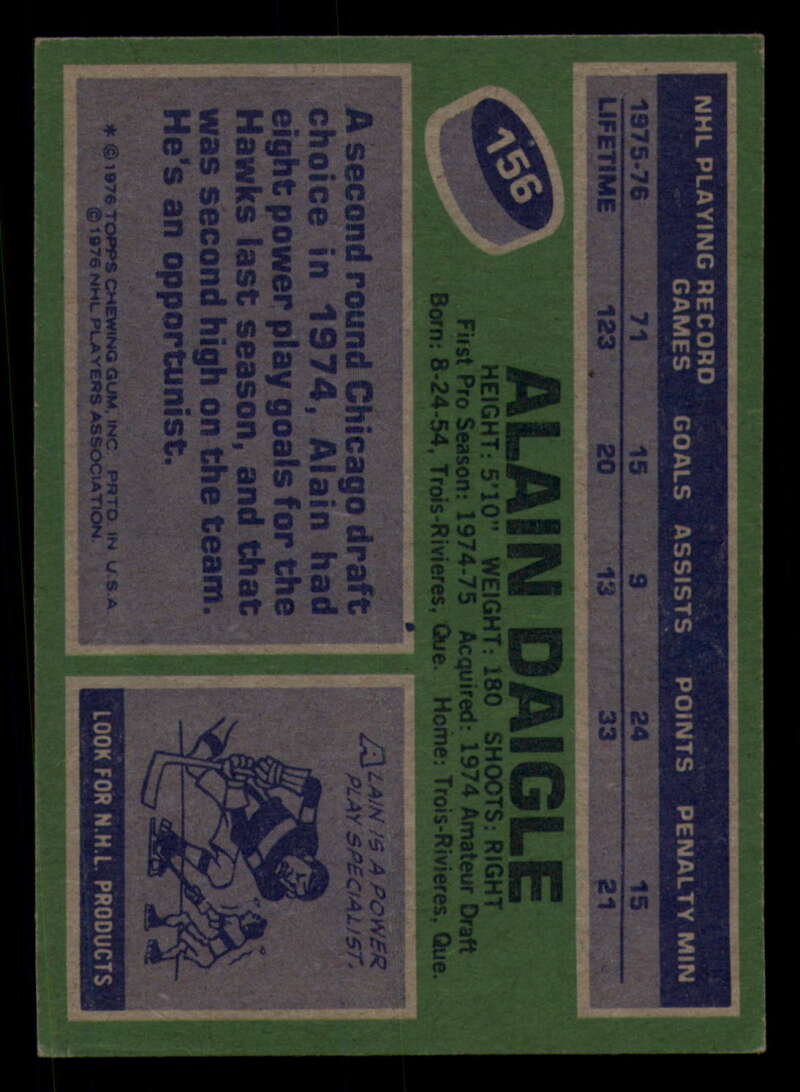 NHL PLAYING RECORD
GAMES GOALS ASSISTS POINTS PENALTY MIN
1975-76 71 15 9 24 15
LIFETIME 123 20 13 33 21
156
ALAIN DAIGLE
HEIGHT: 5'10" WEIGHT: 180 SHOOTS: RIGHT
First Pro Season: 1974-75 Acquired: 1974 Amateur Draft
Born: 8-24-54, Trois-Rivieres, Que. Home: Trois-Rivieres, Que.
A second round Chicago draft
choice in 1974, Alain had
eight power play goals for the
Hawks last season, and that
was second high on the team.
He's an opportunist.
* © 1976 TOPPS CHEWING GUM, INC. PRTD. IN U.S.A.
© 1976 NHL PLAYERS ASSOCIATION.
ALAIN IS A POWER
PLAY SPECIALIST.
LOOK FOR N.H.L PRODUCTS